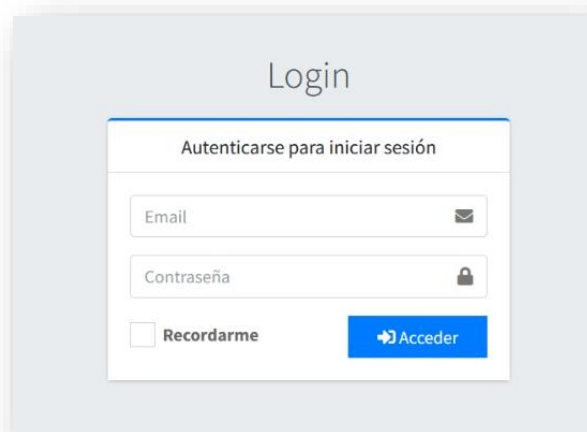 Login
Autenticarse para iniciar sesión
Email
Contraseña
Recordarme
Acceder